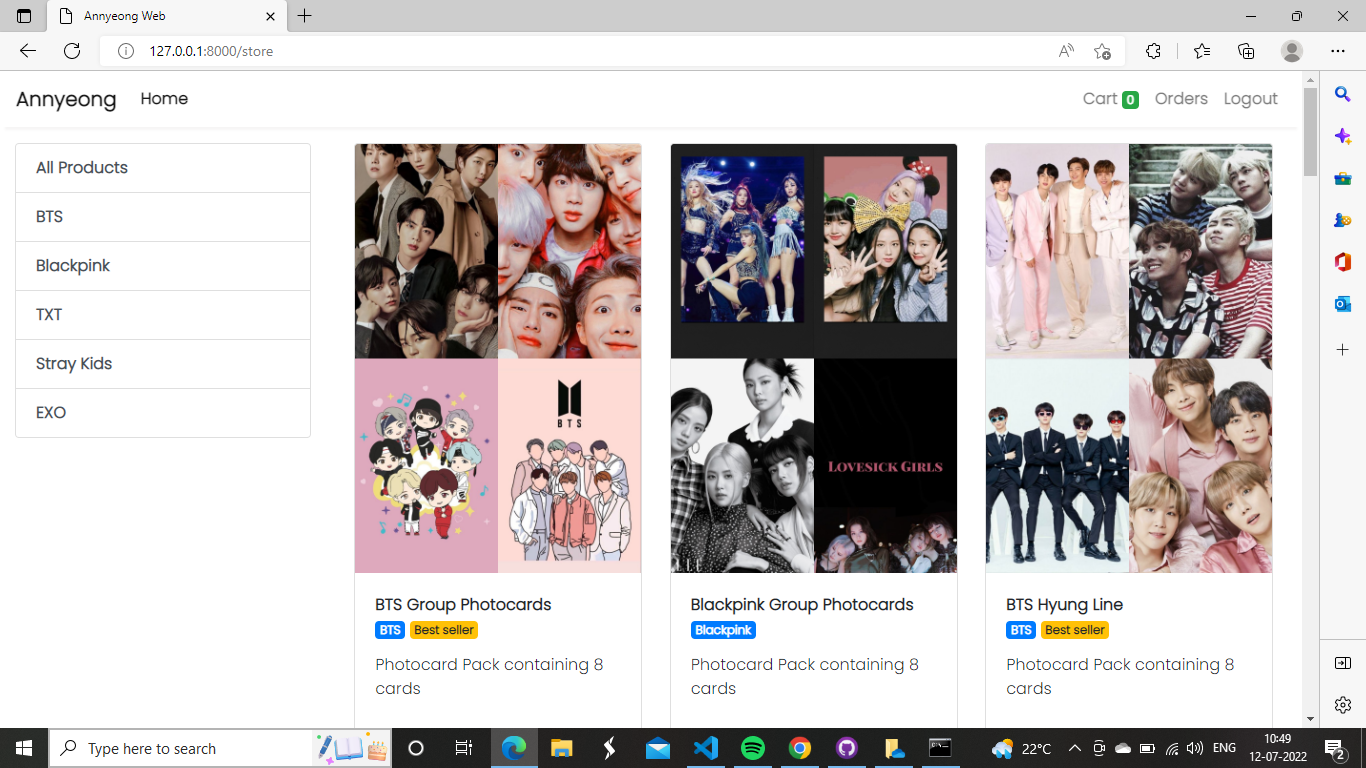 Annyeong Web
127.0.0.1:8000/store
Annyeong Home Cart 0 Orders Logout
All Products
BTS
Blackpink
TXT
Stray Kids
EXO
BTS
LOVESICK GIRLS
BTS Group Photocards
BTS Best seller
Photocard Pack containing 8
cards
Blackpink Group Photocards
Blackpink
Photocard Pack containing 8
cards
BTS Hyung Line
BTS Best seller
Photocard Pack containing 8
cards
Type here to search
22°C
ENG
10:49
12-07-2022
2